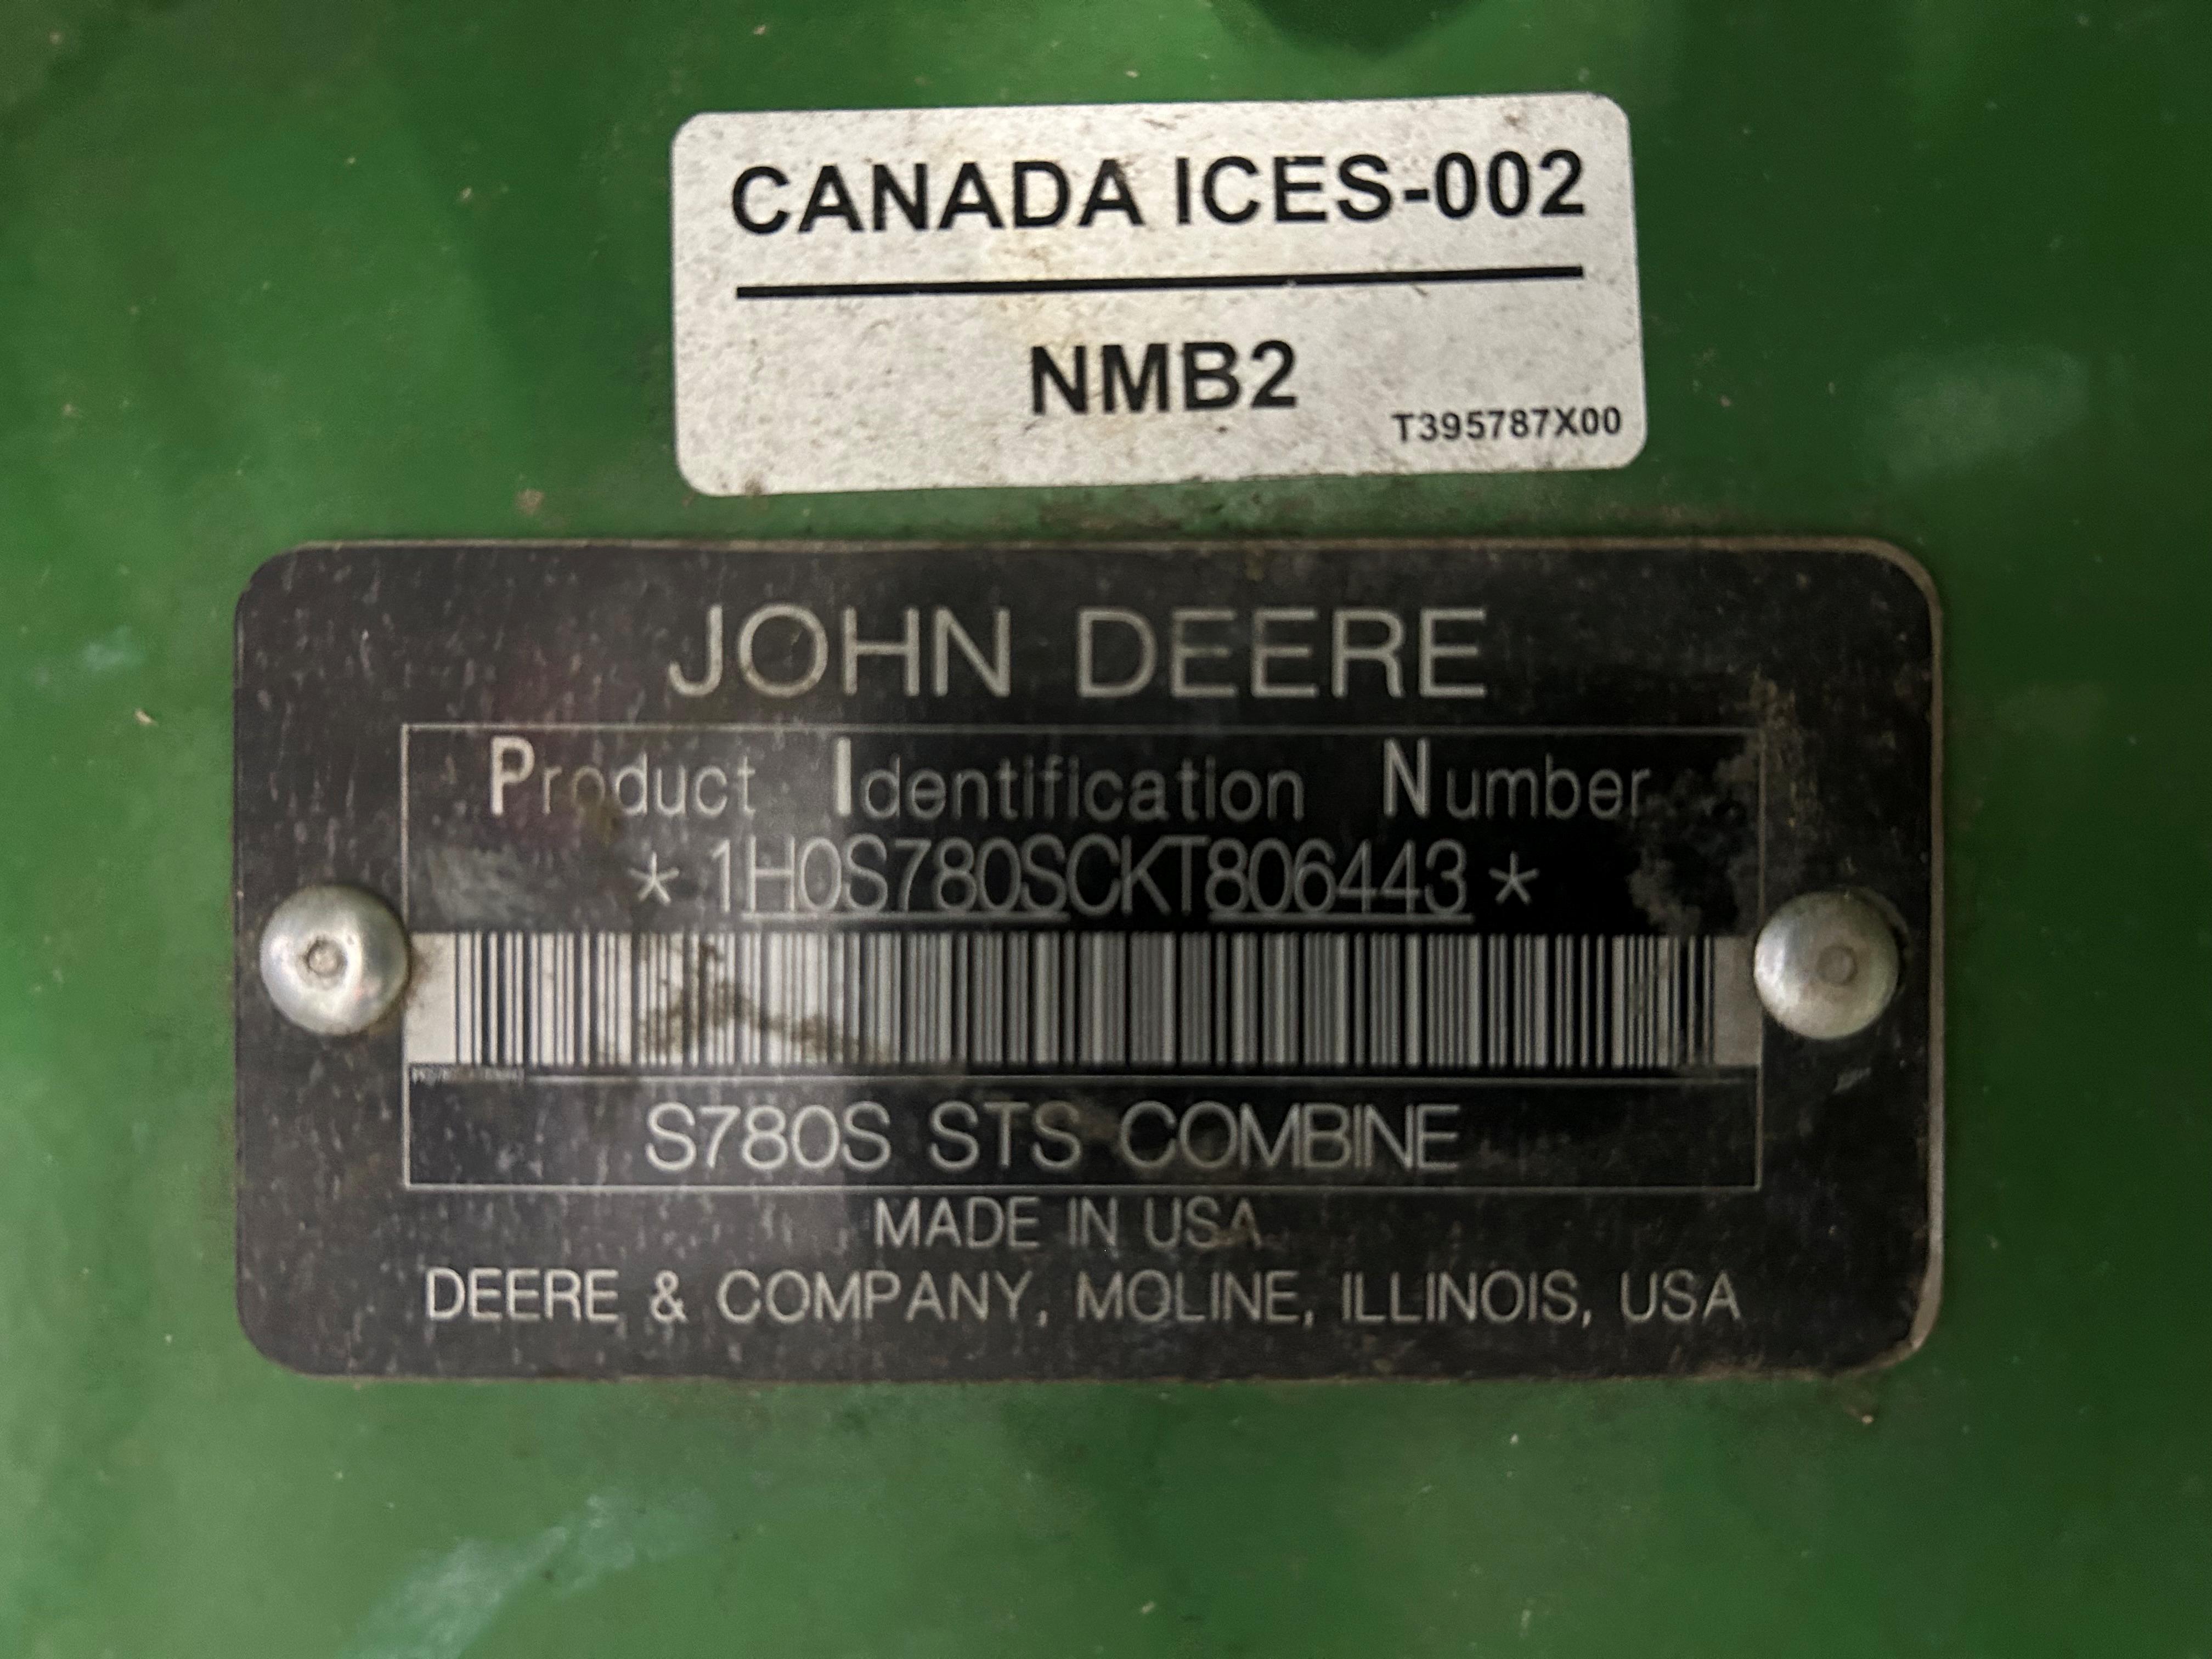 CANADA ICES-002
NMB2
T395787X00
JOHN DEERE
Product Identification Number
* 1H0S780SCKT806443 *
S780S STS COMBINE
MADE IN USA
DEERE & COMPANY, MOLINE, ILLINOIS, USA